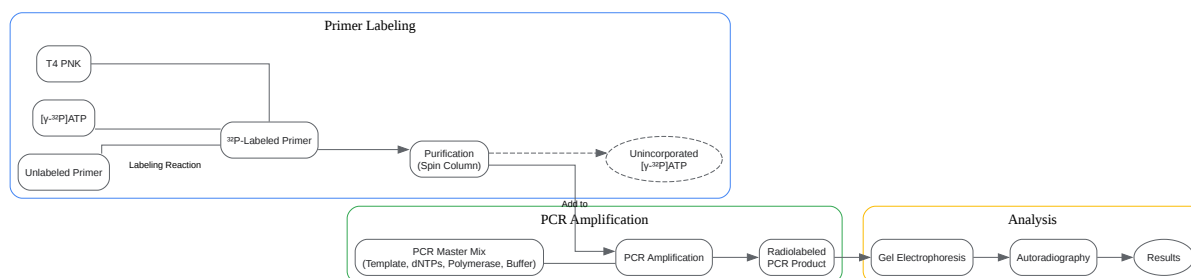 Primer Labeling
T4 PNK
[γ-³²P]ATP
³²P-Labeled Primer
Unlabeled Primer
Labeling Reaction
Purification
(Spin Column)
Unincorporated
[γ-³²P]ATP
Add to
PCR Amplification
PCR Master Mix
(Template, dNTPs, Polymerase, Buffer)
PCR Amplification
Radiolabeled
PCR Product
Analysis
Gel Electrophoresis
Autoradiography
Results